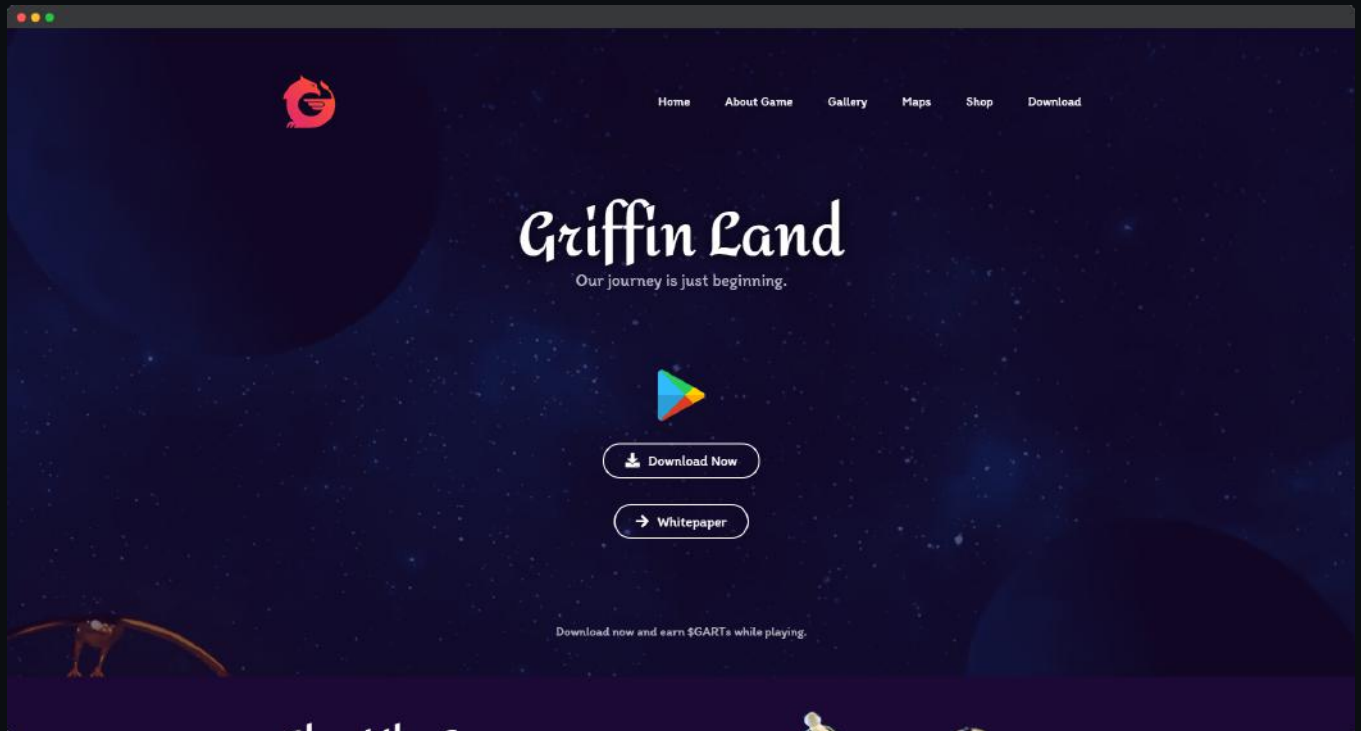 Home About Game Gallery Maps Shop Download
Griffin Land
Our journey is just beginning.
Download Now
Whitepaper
Download now and earn $GARTs while playing.